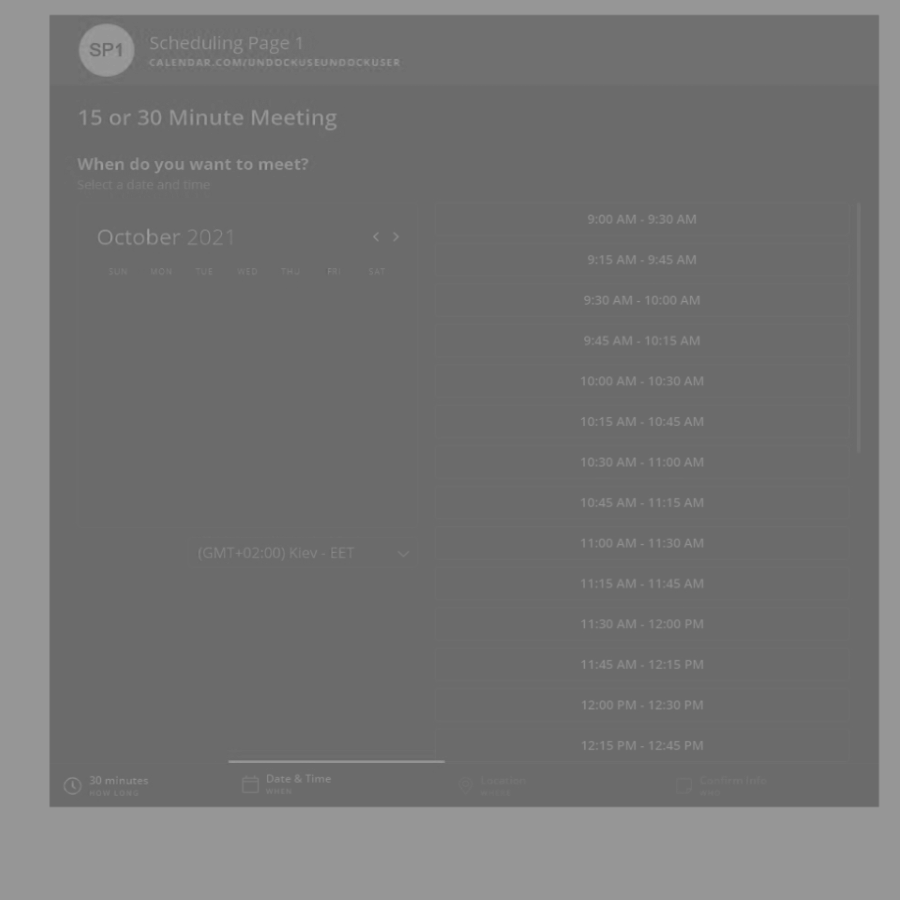 SP1
Scheduling Page 1
CALENDAR.COM/UNDOCKUSEUNDOCKUSER
15 or 30 Minute Meeting
When do you want to meet?
Select a date and time
October 2021
SUN MON TUE WED THU FRI SAT
(GMT+02:00) Kiev - EET
9:00 AM - 9:30 AM
9:15 AM - 9:45 AM
9:30 AM - 10:00 AM
9:45 AM - 10:15 AM
10:00 AM - 10:30 AM
10:15 AM - 10:45 AM
10:30 AM - 11:00 AM
10:45 AM - 11:15 AM
11:00 AM - 11:30 AM
11:15 AM - 11:45 AM
11:30 AM - 12:00 PM
11:45 AM - 12:15 PM
12:00 PM - 12:30 PM
12:15 PM - 12:45 PM
30 minutes
HOW LONG
Date & Time
WHEN
Location
WHERE
Confirm Info